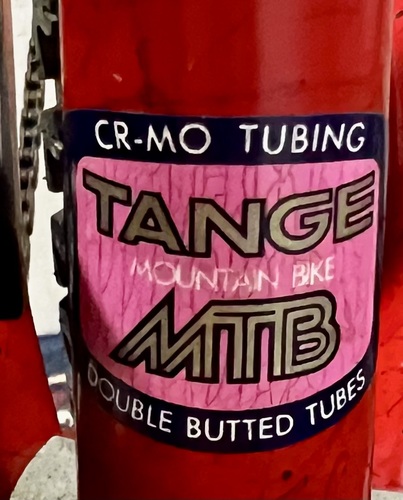 CR-MO TUBING
TANGE
MOUNTAIN BIKE
MTB
DOUBLE BUTTED TUBES